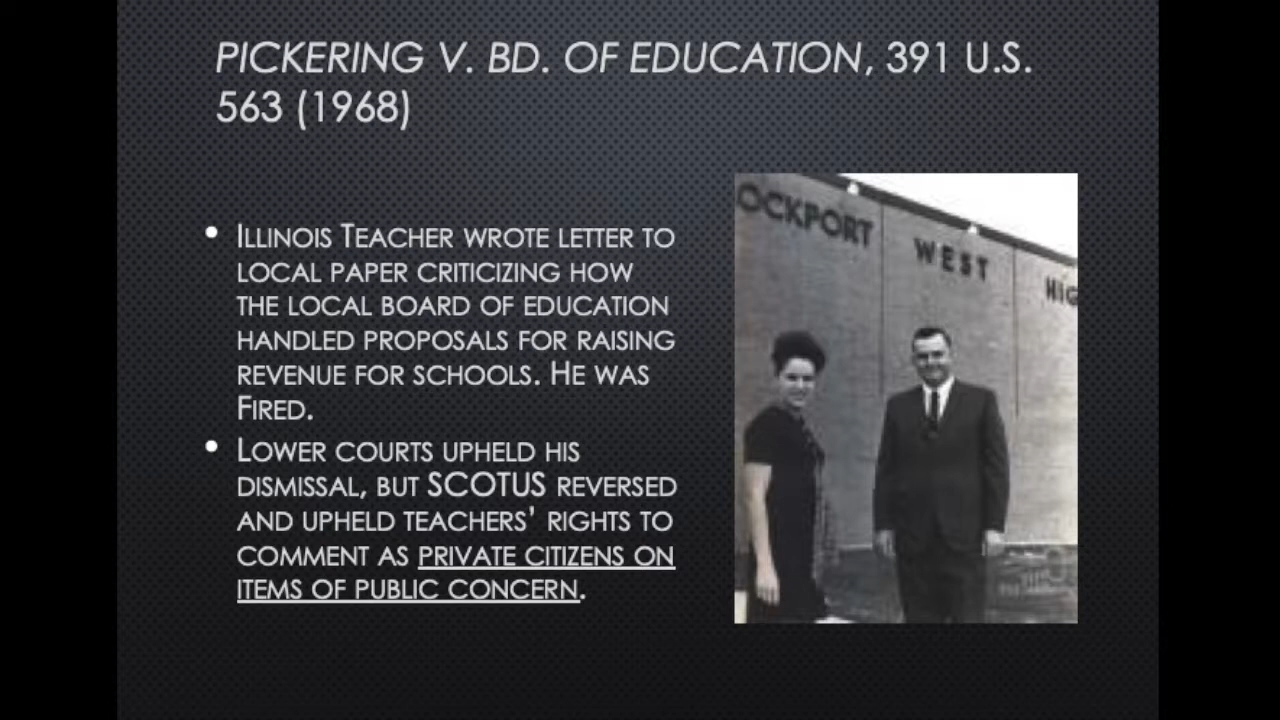 PICKERING V. BD. OF EDUCATION, 391 U.S.
563 (1968)
• ILLINOIS TEACHER WROTE LETTER TO
LOCAL PAPER CRITICIZING HOW
THE LOCAL BOARD OF EDUCATION
HANDLED PROPOSALS FOR RAISING
REVENUE FOR SCHOOLS. HE WAS
FIRED.
• LOWER COURTS UPHELD HIS
DISMISSAL, BUT SCOTUS REVERSED
AND UPHELD TEACHERS’ RIGHTS TO
COMMENT AS PRIVATE CITIZENS ON
ITEMS OF PUBLIC CONCERN.
OCKPORT
WEST
HIG